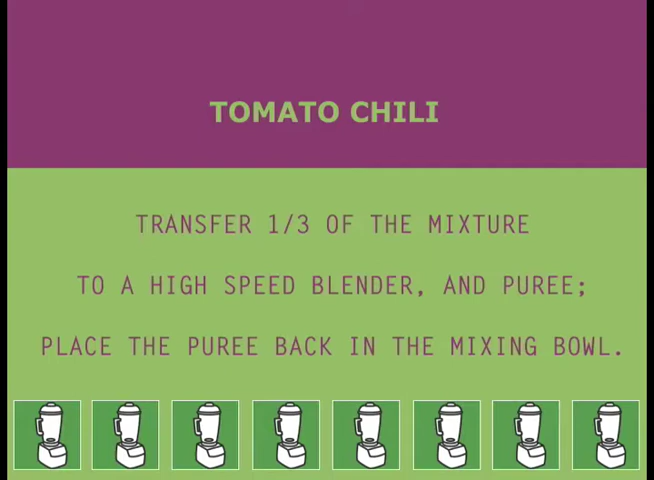 TOMATO CHILI
TRANSFER 1/3 OF THE MIXTURE
TO A HIGH SPEED BLENDER, AND PUREE;
PLACE THE PUREE BACK IN THE MIXING BOWL.